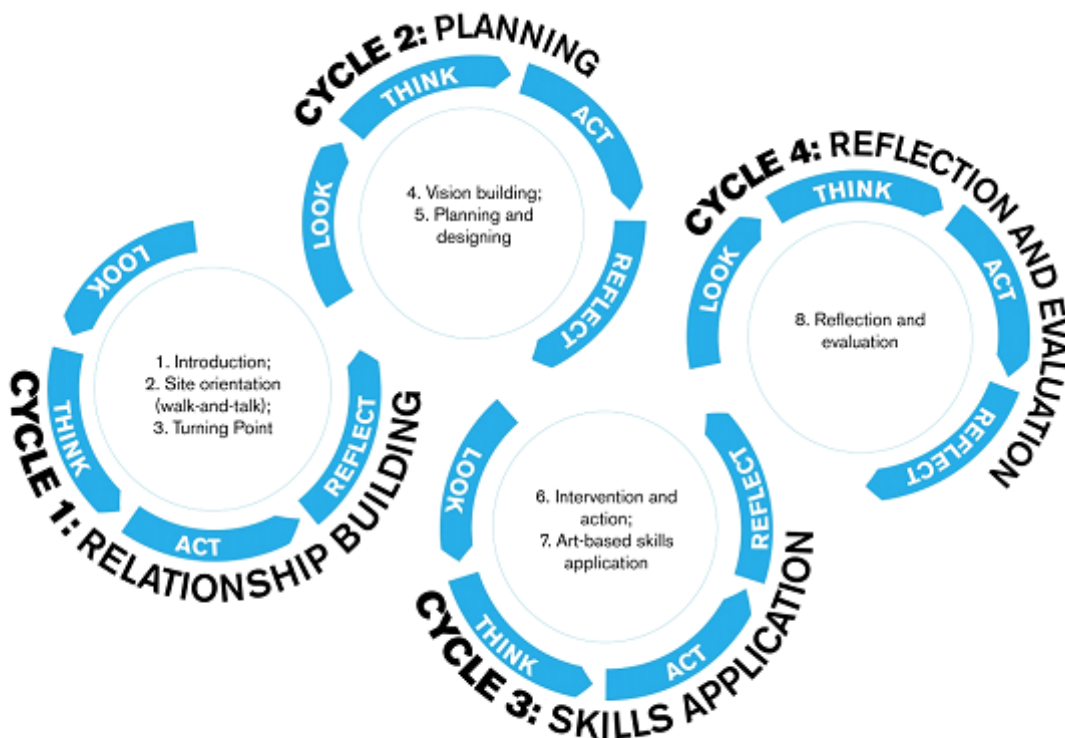 CYCLE 1: RELATIONSHIP BUILDING
LOOK
THINK
ACT
REFLECT
1. Introduction;
2. Site orientation
(walk-and-talk);
3. Turning Point
CYCLE 2: PLANNING
LOOK
THINK
ACT
REFLECT
4. Vision building;
5. Planning and
designing
CYCLE 3: SKILLS APPLICATION
LOOK
THINK
ACT
REFLECT
6. Intervention and
action;
7. Art-based skills
application
CYCLE 4: REFLECTION AND EVALUATION
LOOK
THINK
ACT
REFLECT
8. Reflection and
evaluation